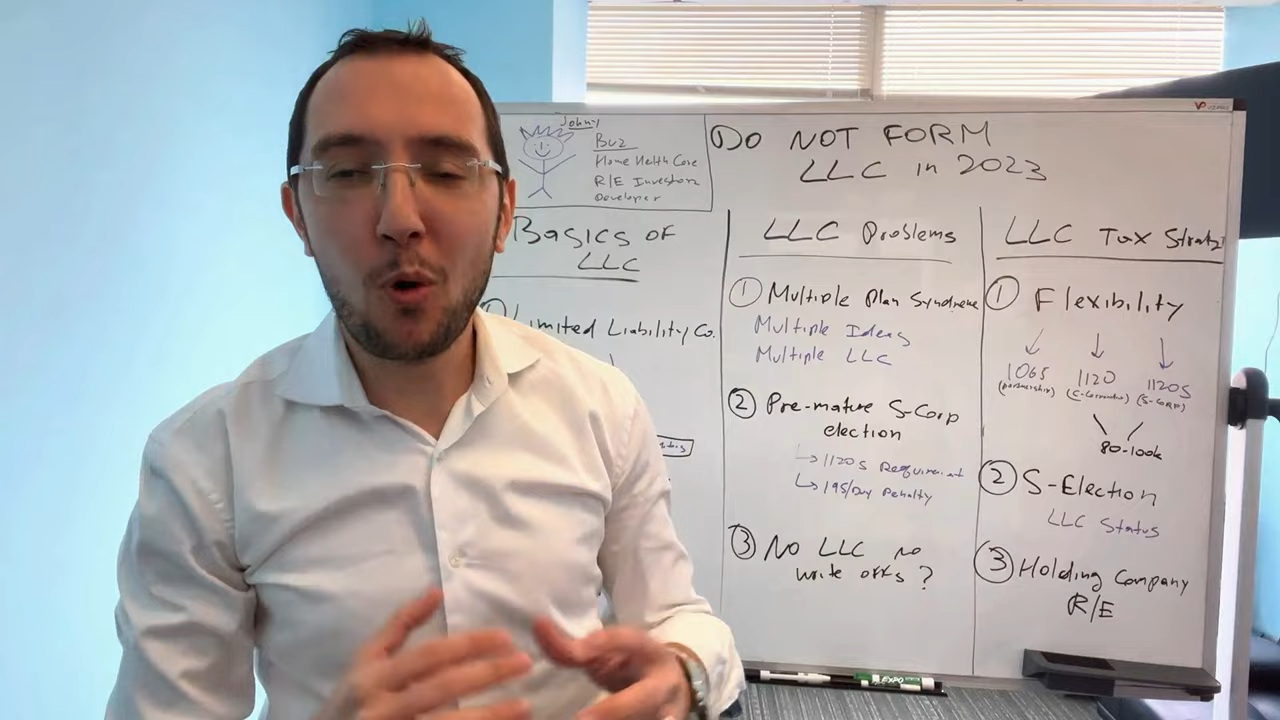 Johny
Buz
Home Health Care
R/E Investor
Developer
DO NOT FORM
LLC in 2023
Basics of
LLC
Limited Liability Co.
LLC Problems
① Multiple Plan Syndrome
Multiple Ideas
Multiple LLC
② Pre-mature S-Corp
election
↳ 1120S Requirement
↳ 195/Day Penalty
③ No LLC no
write offs?
LLC Tax
① Flexibility
1065 1120 1120S
(partnership) (S-Corp)
80-100k
② S-Election
LLC Status
③ Holding Company
R/E
EXPO